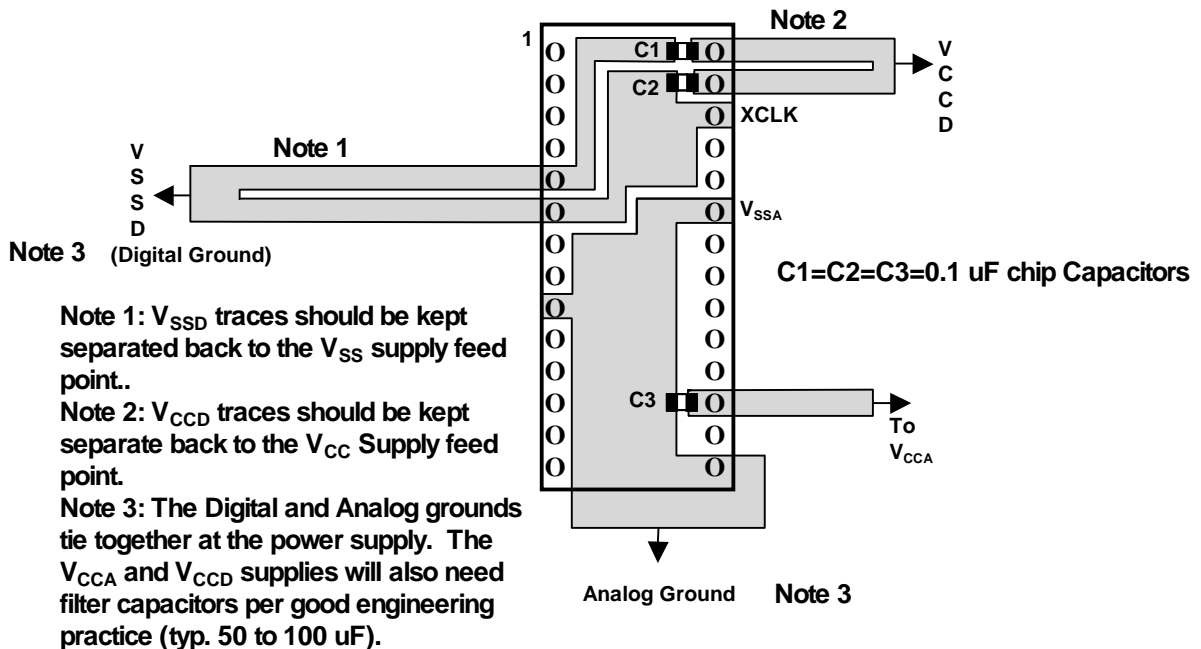 Note 2
1
O O
C1
V
C
C
D
O O
C2
O O
XCLK
O O
Note 1
V
S
S
D
O O
O O
VSSA
Note 3 (Digital Ground)
O O
O O
C1=C2=C3=0.1 uF chip Capacitors
O O
O O
O O
C3
O O
To
VCCA
O O
O O
Note 1: VSSD traces should be kept
separated back to the VSS supply feed
point..
Note 2: VCCD traces should be kept
separate back to the VCC Supply feed
point.
Note 3: The Digital and Analog grounds
tie together at the power supply. The
VCCA and VCCD supplies will also need
filter capacitors per good engineering
practice (typ. 50 to 100 uF).
Analog Ground Note 3